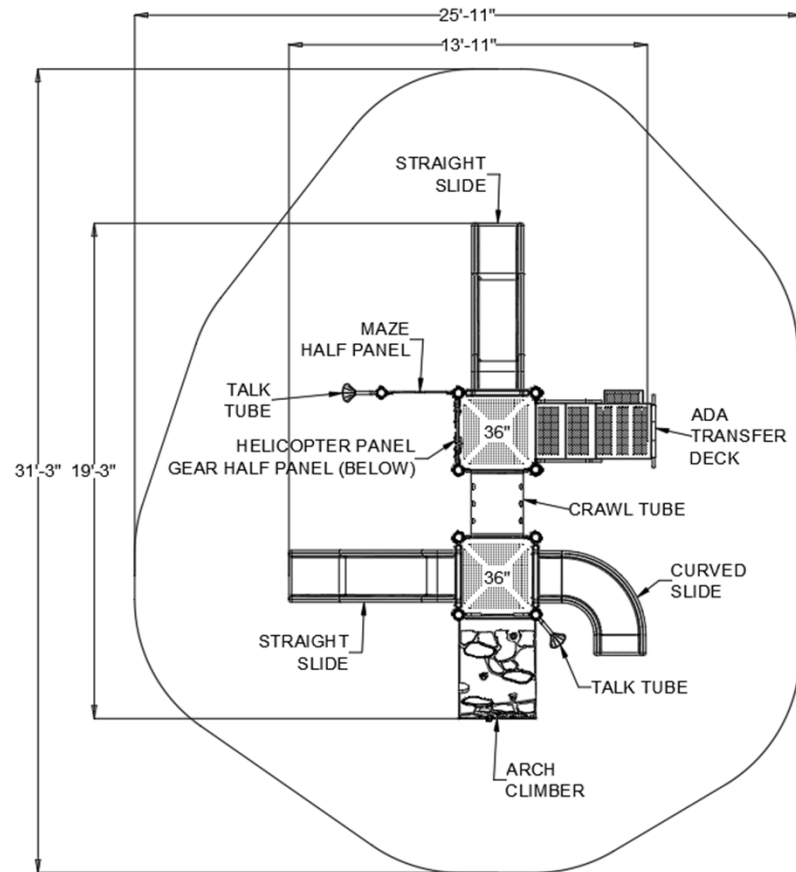 25'-11"
13'-11"
STRAIGHT
SLIDE
MAZE
HALF PANEL
TALK
TUBE
36"
ADA
TRANSFER
DECK
HELICOPTER PANEL
GEAR HALF PANEL (BELOW)
31'-3"
19'-3"
CRAWL TUBE
36"
CURVED
SLIDE
STRAIGHT
SLIDE
TALK TUBE
ARCH
CLIMBER